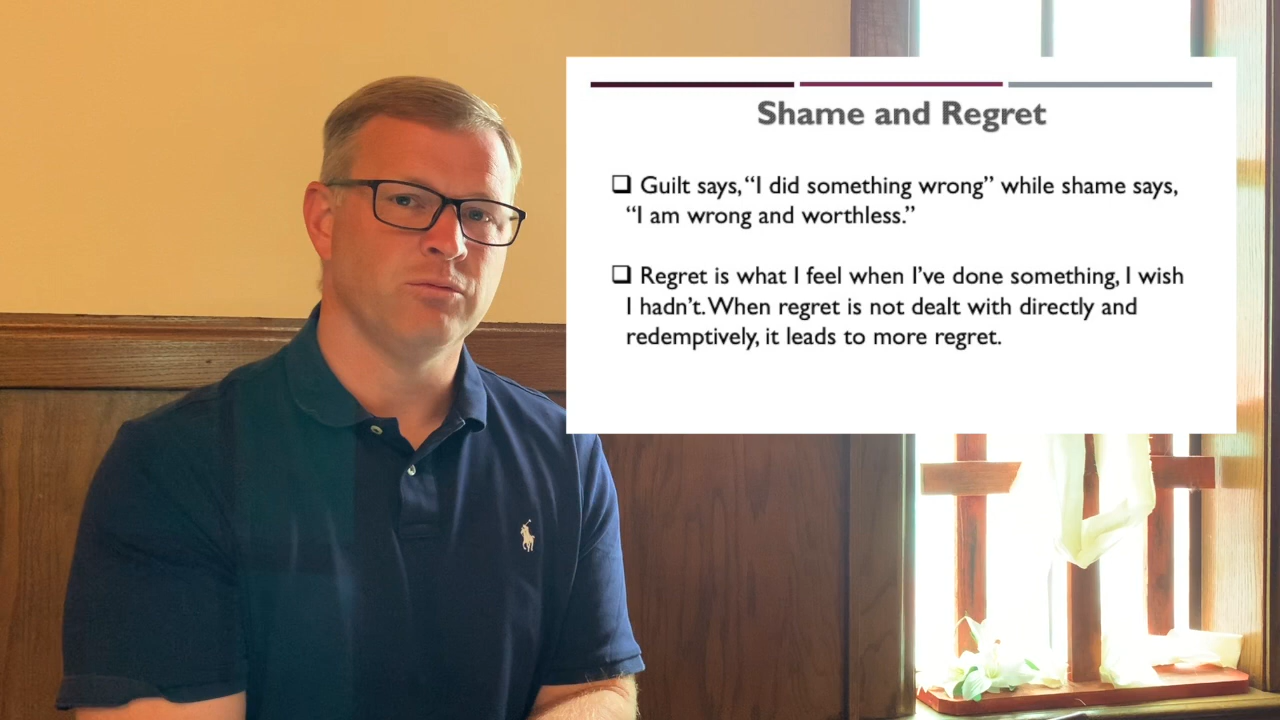 Shame and Regret
❑ Guilt says, “I did something wrong” while shame says,
“I am wrong and worthless.”
❑ Regret is what I feel when I’ve done something, I wish
I hadn’t. When regret is not dealt with directly and
redemptively, it leads to more regret.